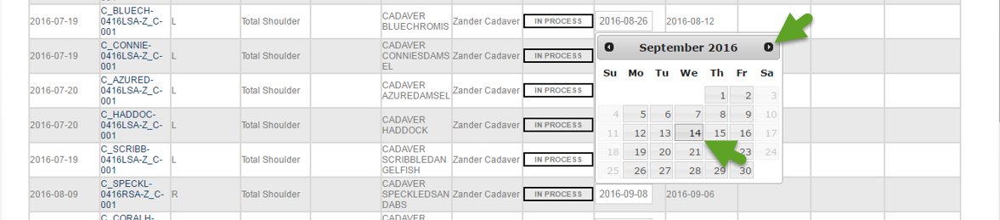 2016-07-19 C_BLUECH-0416LSA-Z_C-001 L Total Shoulder CADAVER BLUECHROMIS Zander Cadaver IN PROCESS 2016-08-26 2016-08-12
2016-07-19 C_CONNIE-0416LSA-Z_C-001 L Total Shoulder CADAVER CONNIESDAMSEL Zander Cadaver IN PROCESS
2016-07-20 C_AZURED-0416LSA-Z_C-001 L Total Shoulder CADAVER AZUREDAMSEL Zander Cadaver IN PROCESS
2016-07-20 C_HADDOC-0416LSA-Z_C-001 L Total Shoulder CADAVER HADDOCK Zander Cadaver IN PROCESS
2016-07-19 C_SCRIBB-0416LSA-Z_C-001 L Total Shoulder CADAVER SCRIBBLEDANGELFISH Zander Cadaver IN PROCESS
2016-08-09 C_SPECKL-0416RSA-Z_C-001 R Total Shoulder CADAVER SPECKLEDSANDDABS Zander Cadaver IN PROCESS 2016-09-08 2016-09-06
C_CORALH- CADAVER
September 2016
Su Mo Tu We Th Fr Sa
1 2 3
4 5 6 7 8 9 10
11 12 13 14 15 16 17
18 19 20 21 23 24
25 26 27 28 29 30